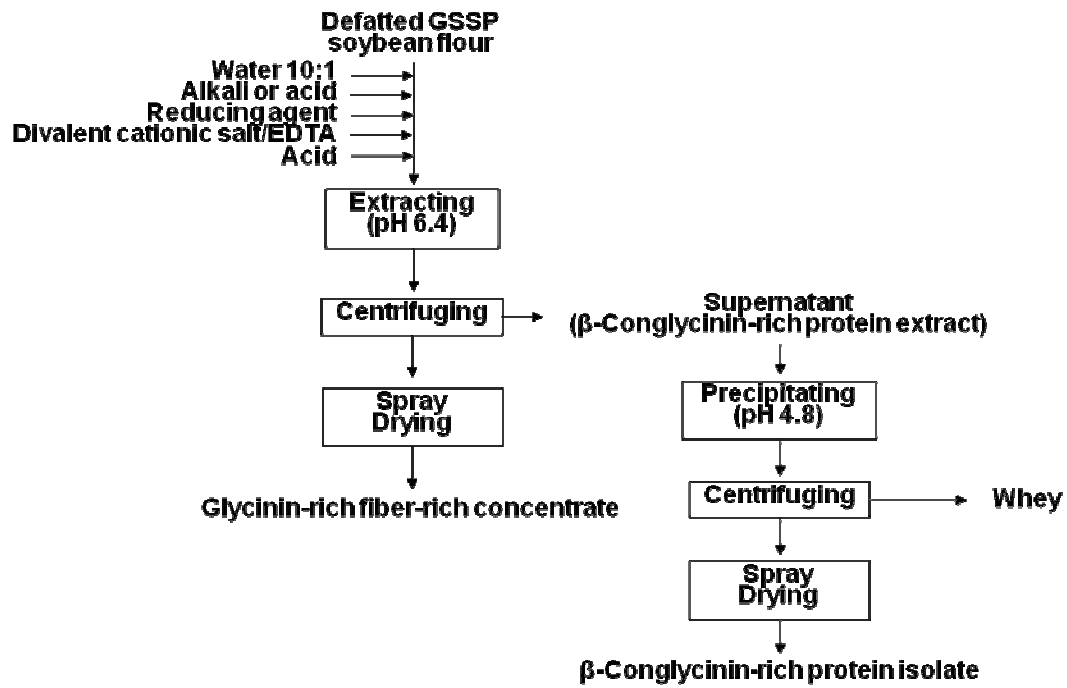 Defatted GSSP
soybean flour
Water 10:1
Alkali or acid
Reducing agent
Divalent cationic salt/EDTA
Acid
Extracting
(pH 6.4)
Centrifuging
Spray
Drying
Glycinin-rich fiber-rich concentrate
Supernatant
(β-Conglycinin-rich protein extract)
Precipitating
(pH 4.8)
Centrifuging
Whey
Spray
Drying
β-Conglycinin-rich protein isolate